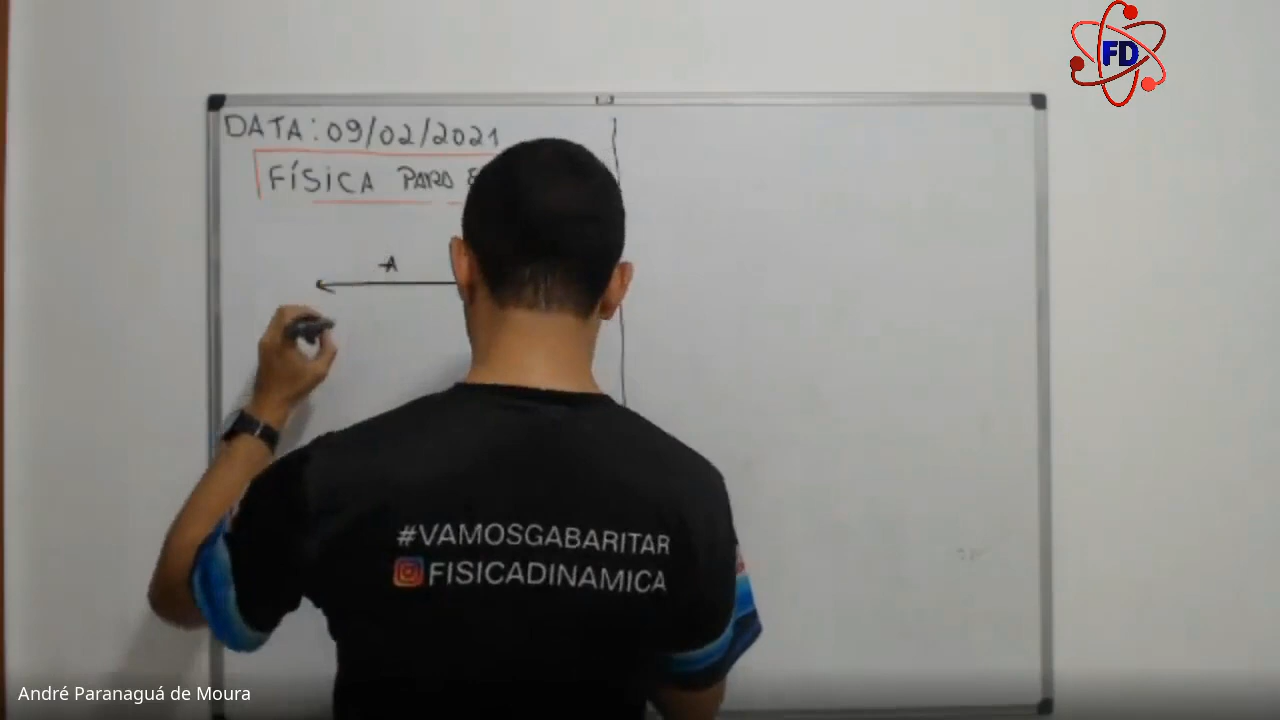 FD
DATA: 09/02/2021
FÍSICA PARA
-A
#VAMOSGABARITAR
FISICADINAMICA
André Paranaguá de Moura